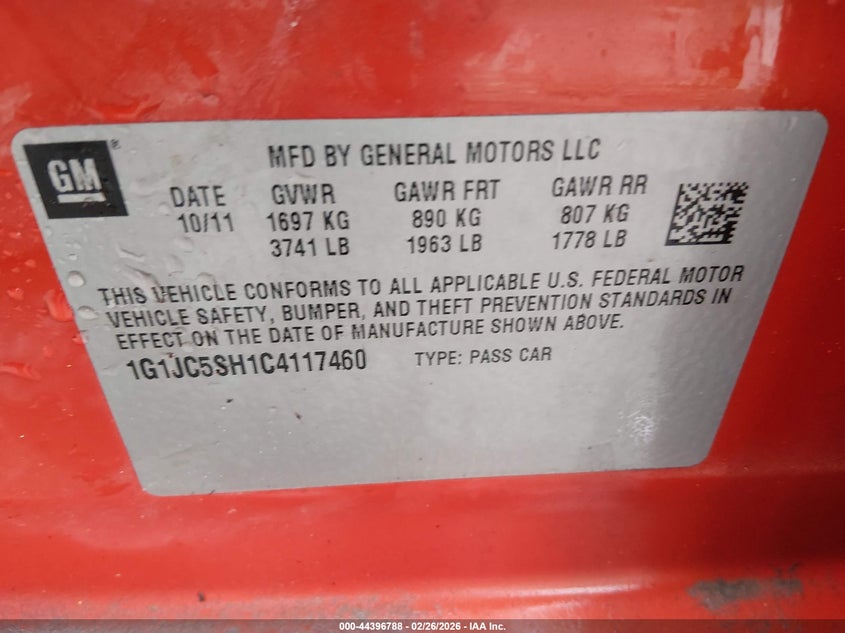 GM®
MFD BY GENERAL MOTORS LLC
DATE GVWR GAWR FRT GAWR RR
10/11 1697 KG 890 KG 807 KG
3741 LB 1963 LB 1778 LB
THIS VEHICLE CONFORMS TO ALL APPLICABLE U.S. FEDERAL MOTOR
VEHICLE SAFETY, BUMPER, AND THEFT PREVENTION STANDARDS IN
EFFECT ON THE DATE OF MANUFACTURE SHOWN ABOVE.
1G1JC5SH1C4117460 TYPE: PASS CAR
000-44396788 - 02/26/2026 - IAA Inc.